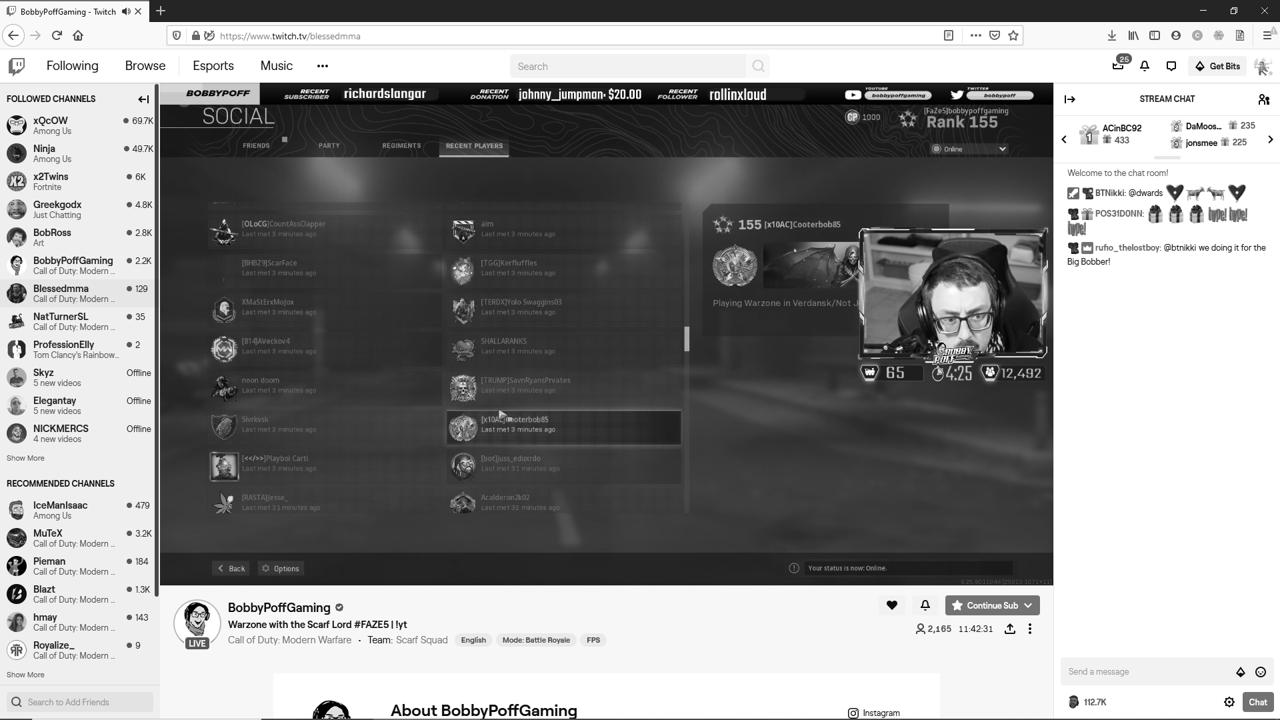 BobbyPoffGaming - Twitch
https://www.twitch.tv/blessedmma
Following
Browse
Esports
Music
Search
25
Get Bits
FOLLOWED CHANNELS
xQcOW
69.7K
Among Us
Ninja
49.7K
Among Us
x2Twins
6K
Fortnite
Greekgodx
4.8K
Just Chatting
BobRoss
2.8K
Art
BobbyPoffGaming
2.2K
Call of Duty: Modern ...
Blessedmma
129
Call of Duty: Modern ...
NatTurnerSL
35
Call of Duty: Modern ...
ProfessionElly
2
Tom Clancy's Rainbow...
Skyz
Offline
5 new videos
Elegantay
Offline
5 new videos
NICKMERCS
Offline
4 new videos
Show More
RECOMMENDED CHANNELS
IceManIsaac
479
Among Us
MuTeX
3.2K
Call of Duty: Modern ...
Pieman
184
Call of Duty: Modern ...
Blazt
1.3K
Call of Duty: Modern ...
hmay
143
Call of Duty: Modern ...
Royalize_
9
Call of Duty: Modern ...
Show More
Search to Add Friends
BOBBYPOFF
RECENT SUBSCRIBER
richardslangar
RECENT DONATION
johnny_jumpman: $20.00
RECENT FOLLOWER
rollinxloud
YOUTUBE
bobbypoffgaming
TWITTER
bobbypoff
SOCIAL
CP 1000
[FaZe5]bobbypoffgaming
Rank 155
FRIENDS
PARTY
REGIMENTS
RECENT PLAYERS
Online
[OLoCG]CountAssClapper
Last met 3 minutes ago
aim
Last met 3 minutes ago
[BHBZ9]ScarFace
Last met 3 minutes ago
[TGG]Kerfluffles
Last met 3 minutes ago
XMaStErxMoJox
Last met 3 minutes ago
[TERDX]Yolo Swaggins03
Last met 3 minutes ago
[814]AVeckov4
Last met 3 minutes ago
SHALLARANKS
Last met 3 minutes ago
neon doom
Last met 3 minutes ago
[TRUMP]SavnRyansPrvates
Last met 3 minutes ago
Sivrkvsk
Last met 3 minutes ago
[x10AC]Cooterbob85
Last met 3 minutes ago
[<</>>]Playboi Carti
Last met 3 minutes ago
[bot]juss_eduxrdo
Last met 31 minutes ago
[RASTA]Jesse_
Last met 31 minutes ago
Acalderon2k02
Last met 31 minutes ago
155 [x10AC]Cooterbob85
Playing Warzone in Verdansk/Not J
65
4:25
12,492
Back
Options
Your status is now: Online.
BobbyPoffGaming
LIVE
Warzone with the Scarf Lord #FAZE5 | !yt
Call of Duty: Modern Warfare · Team: Scarf Squad
English
Mode: Battle Royale
FPS
Continue Sub
2,165
11:42:31
About BobbyPoffGaming
Instagram
STREAM CHAT
1
ACinBC92
433
DaMoos...
235
jonsmee
225
Welcome to the chat room!
BTNikki: @dwards
POS31D0NN:
rufio_thelostboy: @btnikki we doing it for the
Big Bobber!
Send a message
112.7K
Chat